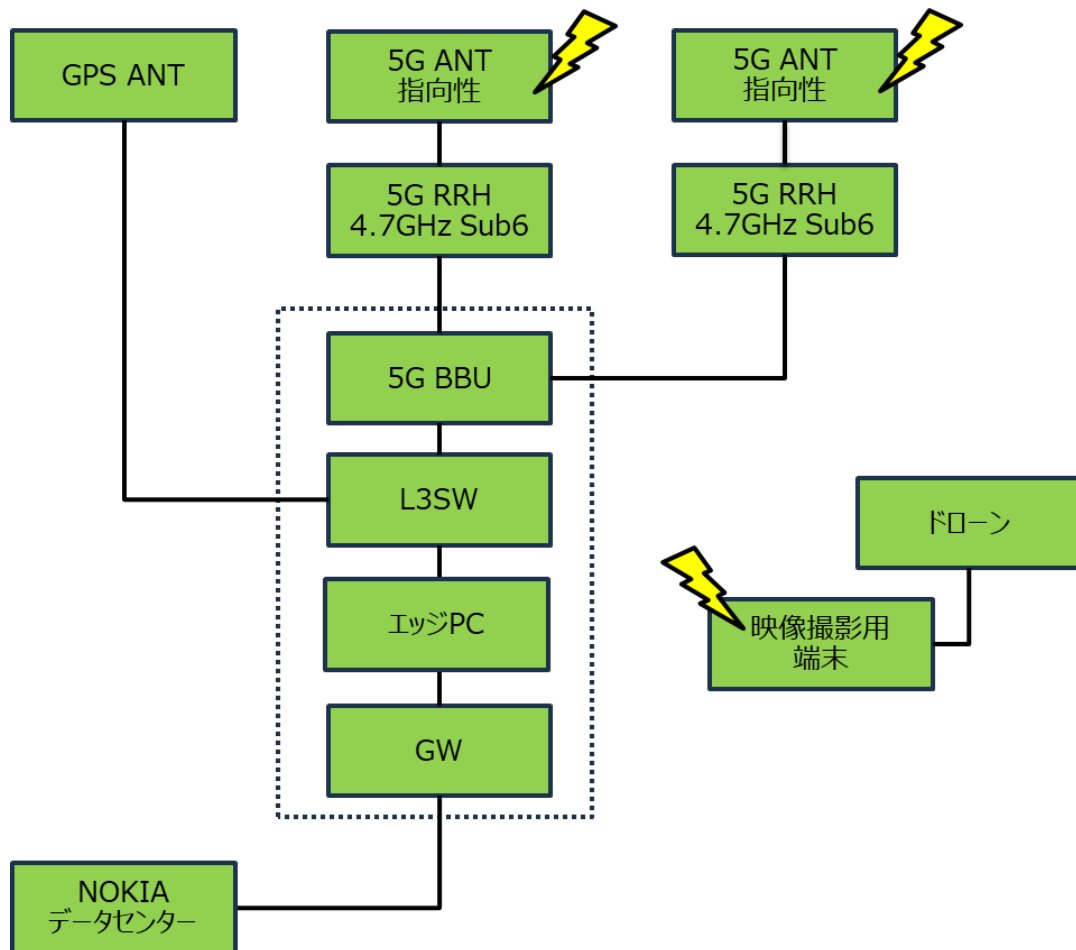 GPS ANT
5G ANT
指向性
5G ANT
指向性
5G RRH
4.7GHz Sub6
5G RRH
4.7GHz Sub6
5G BBU
L3SW
ドローン
エッジPC
映像撮影用
端末
GW
NOKIA
データセンター